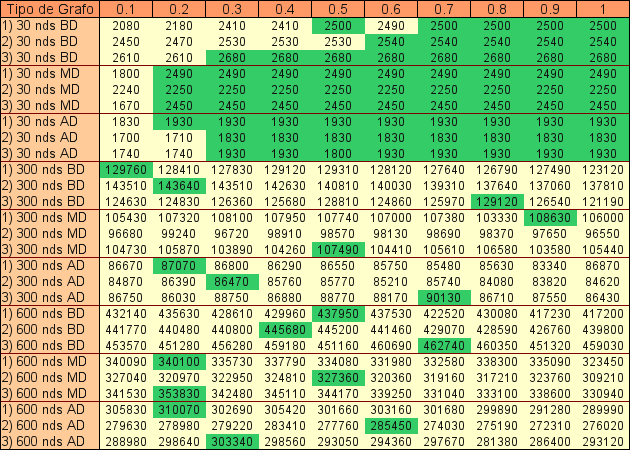 Tipo de Grafo 0.1 0.2 0.3 0.4 0.5 0.6 0.7 0.8 0.9 1
1) 30 nds BD 2080 2180 2410 2410 2500 2490 2500 2500 2500 2500
2) 30 nds BD 2450 2470 2530 2530 2530 2540 2540 2540 2540 2540
3) 30 nds BD 2610 2610 2680 2680 2680 2680 2680 2680 2680 2680
1) 30 nds MD 1800 2490 2490 2490 2490 2490 2490 2490 2490 2490
2) 30 nds MD 2240 2250 2250 2250 2250 2250 2250 2250 2250 2250
3) 30 nds MD 1670 2450 2450 2450 2450 2450 2450 2450 2450 2450
1) 30 nds AD 1830 1930 1930 1930 1930 1930 1930 1930 1930 1930
2) 30 nds AD 1700 1710 1830 1830 1830 1830 1830 1830 1830 1830
3) 30 nds AD 1740 1740 1930 1930 1800 1930 1930 1930 1930 1930
1) 300 nds BD 129760 128410 127830 129120 129310 128120 127640 126790 127490 123120
2) 300 nds BD 143510 143640 143510 142630 140810 140030 139310 137640 137060 137810
3) 300 nds BD 124630 124830 126360 125680 128810 124860 125970 129120 126540 121190
1) 300 nds MD 105430 107320 108100 107950 107740 107000 107380 103330 108630 106000
2) 300 nds MD 96680 99240 96720 98910 98570 98130 98690 98370 97650 96550
3) 300 nds MD 104730 105870 103890 104260 107490 104410 105610 106580 103580 105440
1) 300 nds AD 86670 87070 86800 86290 86550 85750 85480 85630 83340 86870
2) 300 nds AD 84870 86390 86470 85760 85770 85210 85740 84080 83820 84620
3) 300 nds AD 86750 86030 88750 86880 88770 88170 90130 86710 87550 86430
1) 600 nds BD 432140 435630 428610 429960 437950 437530 422520 430080 417230 417200
2) 600 nds BD 441770 440480 440800 445680 445200 441460 429070 428590 426760 439800
3) 600 nds BD 453570 451280 456280 459180 451160 460690 462740 460350 451320 459030
1) 600 nds MD 340090 340100 335730 337790 334080 331980 332580 338300 335090 323450
2) 600 nds MD 327040 320970 322950 324810 327360 320360 319160 317210 323760 309210
3) 600 nds MD 341530 353830 342480 345110 344170 339250 331040 333100 338600 330940
1) 600 nds AD 305830 310070 302690 305420 301660 303160 301680 299890 291280 289990
2) 600 nds AD 279630 278980 279220 283410 277760 285450 274030 275190 272310 276020
3) 600 nds AD 288980 298640 303340 298560 293050 294360 297670 281380 286400 293120